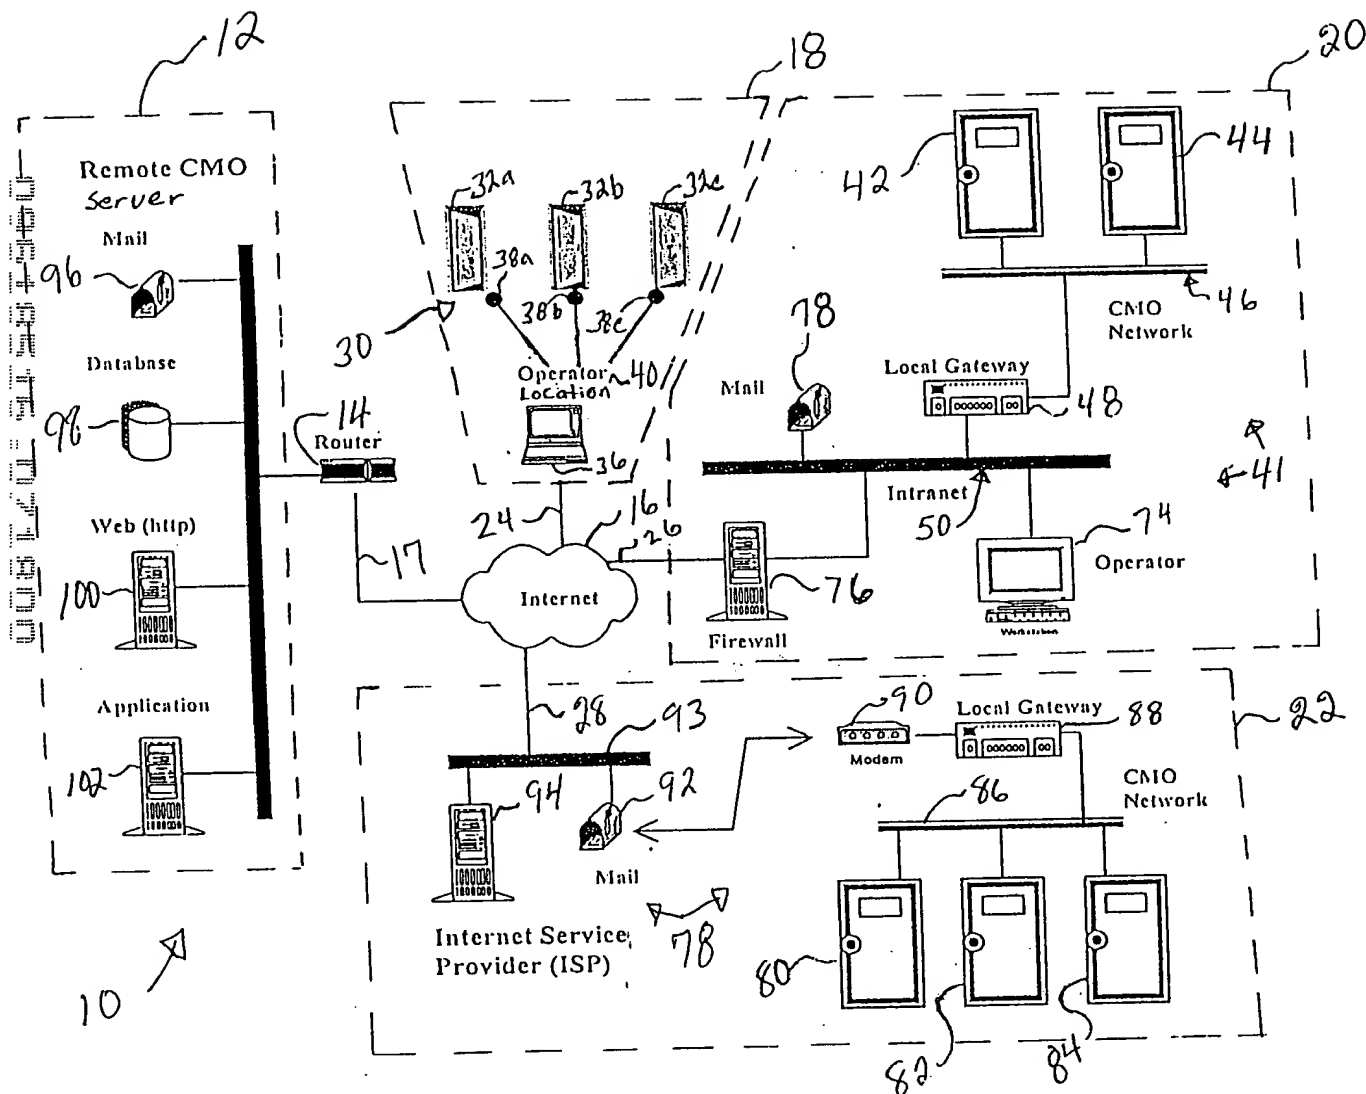 12
18
20
Remote CMO
Server
Mail
96
Database
98
14
Router
Web (http)
100
Application
102
17
10
32a
32b
32c
38a
38b
38c
30
Operator
Location
40
36
24
16
26
Internet
28
42
44
46
CMO
Network
78
Mail
Local Gateway
48
Intranet
50
41
74
Operator
Workstation
76
Firewall
22
93
94
92
Mail
Internet Service
Provider (ISP)
78
90
Modem
Local Gateway
88
CMO
Network
86
80
82
84